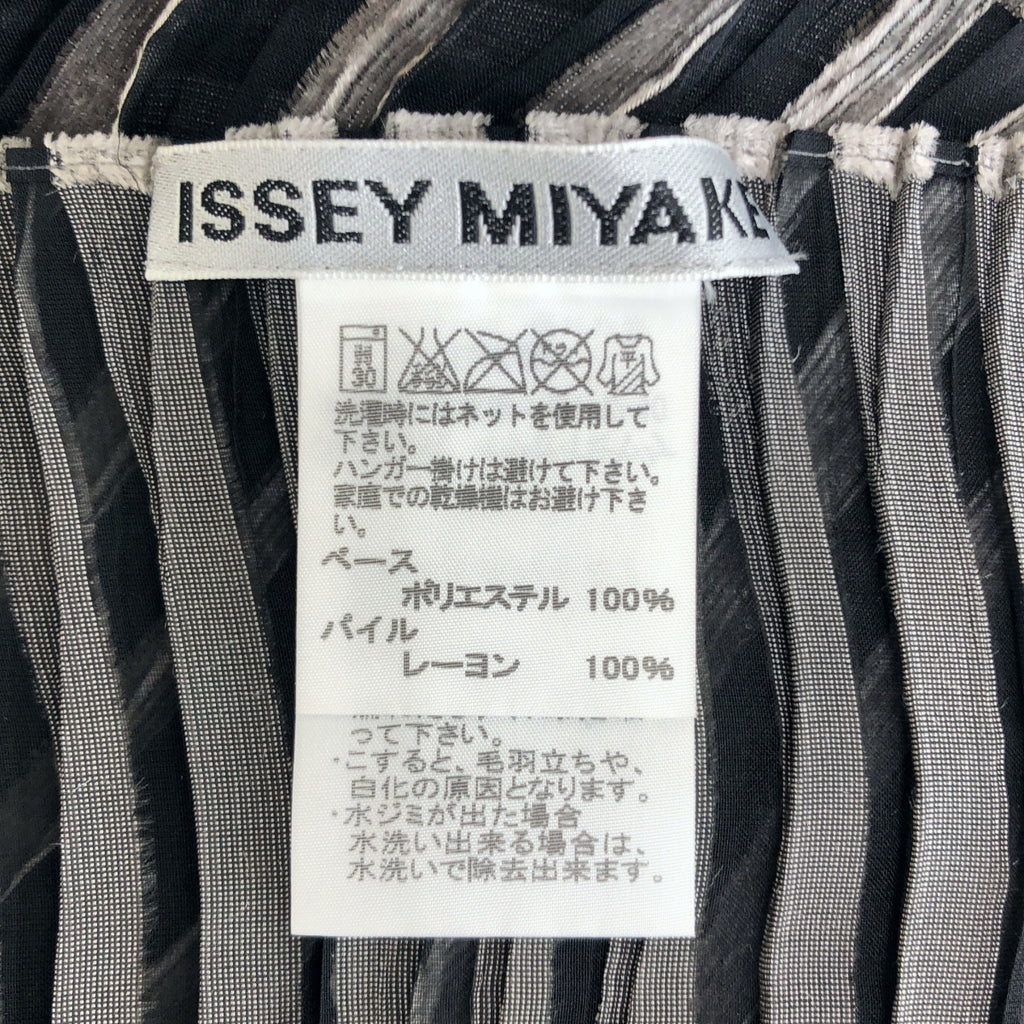 ISSEY MIYAKE
弱
30
洗濯時にはネットを使用して
下さい。
ハンガー掛けは避けて下さい。
家庭での乾燥機はお避け下さ
い。
ベース
ポリエステル 100%
パイル
レーヨン 100%
って下さい。
・こすると、毛羽立ちや、
白化の原因となります。
・水ジミが出た場合
水洗い出来る場合は、
水洗いで除去出来ます。